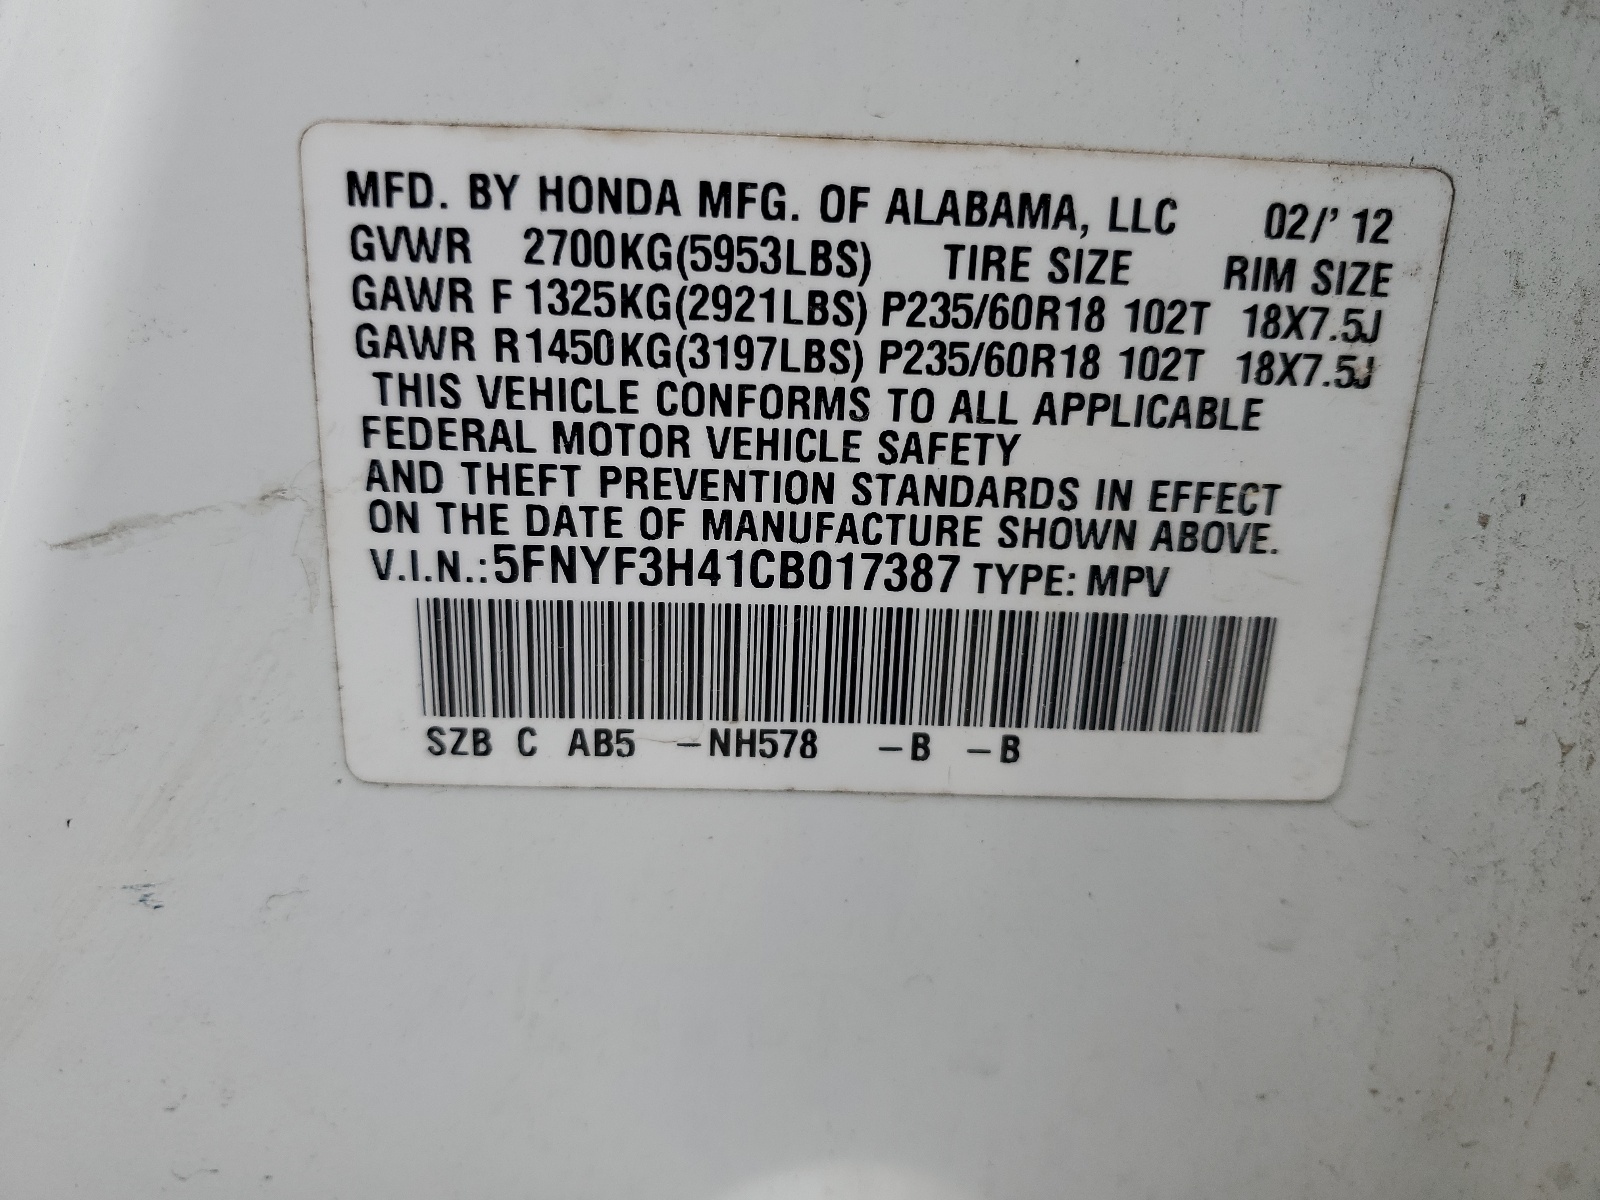 MFD. BY HONDA MFG. OF ALABAMA, LLC 02/' 12
GVWR 2700KG(5953LBS) TIRE SIZE RIM SIZE
GAWR F 1325KG(2921LBS) P235/60R18 102T 18X7.5J
GAWR R1450KG(3197LBS) P235/60R18 102T 18X7.5J
THIS VEHICLE CONFORMS TO ALL APPLICABLE
FEDERAL MOTOR VEHICLE SAFETY
AND THEFT PREVENTION STANDARDS IN EFFECT
ON THE DATE OF MANUFACTURE SHOWN ABOVE.
V.I.N.:5FNYF3H41CB017387 TYPE: MPV
SZB C AB5 –NH578 –B –B